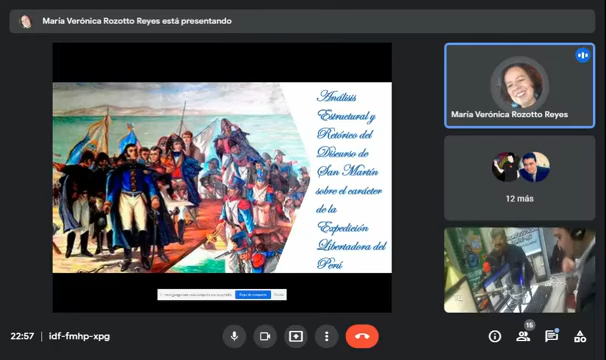 María Verónica Rozotto Reyes está presentando
Análisis
Estructural y
Retórico del
Discurso de
San Martín
sobre el carácter
de la
Expedición
Libertadora del
Perú
María Verónica Rozotto Reyes
12 más
22:57 | idf-fmhp-xpg
15